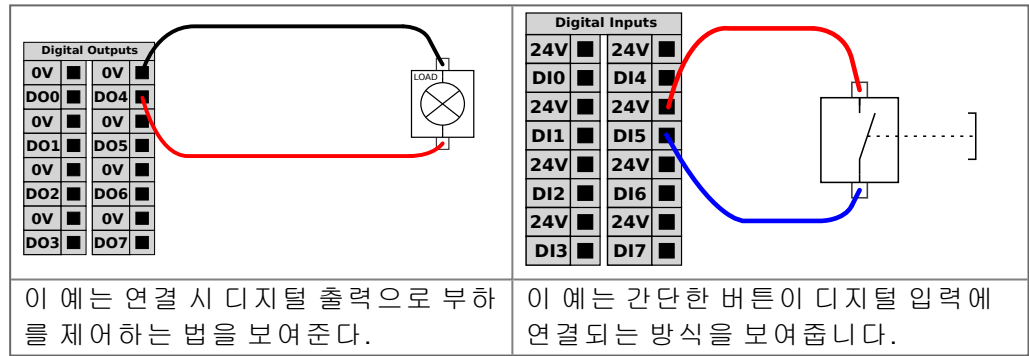 Digital Outputs
0V 0V
DO0 DO4
0V 0V
DO1 DO5
0V 0V
DO2 DO6
0V 0V
DO3 DO7
LOAD
이 예는 연결 시 디지털 출력으로 부하
를 제어하는 법을 보여준다.
Digital Inputs
24V 24V
DI0 DI4
24V 24V
DI1 DI5
24V 24V
DI2 DI6
24V 24V
DI3 DI7
이 예는 간단한 버튼이 디지털 입력에
연결되는 방식을 보여줍니다.